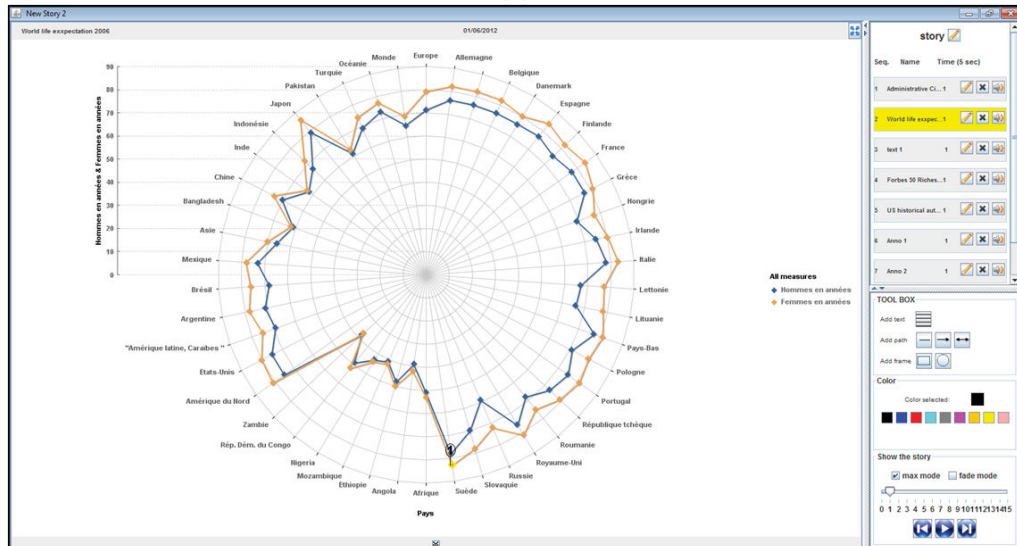 New Story 2
World life exspectation 2006
01/06/2012
Hommes en années & Femmes en années
90
80
70
60
50
40
30
20
10
0
Europe
Allemagne
Belgique
Danemark
Espagne
Finlande
France
Grèce
Hongrie
Irlande
Italie
Lettonie
Lituanie
Pays-Bas
Pologne
Portugal
République tchèque
Roumanie
Royaume-Uni
Russie
Slovaquie
Suède
Afrique
Angola
Éthiopie
Mozambique
Nigeria
Rép. Dém. du Congo
Zambie
Amérique du Nord
Etats-Unis
"Amérique latine, Caraïbes "
Argentine
Brésil
Mexique
Asie
Bangladesh
Chine
Inde
Indonésie
Japon
Pakistan
Turquie
Océanie
Monde
1
Pays
All measures
Hommes en années
Femmes en années
story
Seq. Name Time (5 sec)
1 Administrative Ci... 1
2 World life exspec... 1
3 text 1 1
4 Forbes 50 Riches... 1
5 US historical aut... 1
6 Anno 1 1
7 Anno 2 1
TOOL BOX
Add text
Add path
Add frame
Color
Color selected:
Show the story
max mode fade mode
0 1 2 3 4 5 6 7 8 9 10 11 12 13 14 15